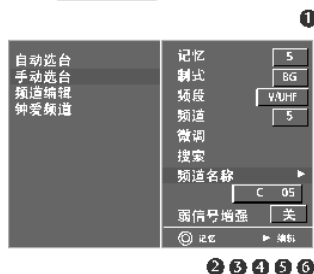 ❶
自动选台
手动选台
频道编辑
钟爱频道
记忆 5
制式 BG
频段 V/UHF
频道 5
微调
搜索
频道名称 ▶
C 05
弱信号增强 关
◎ 记忆 ▶ 编辑
❷❸❹❺❻